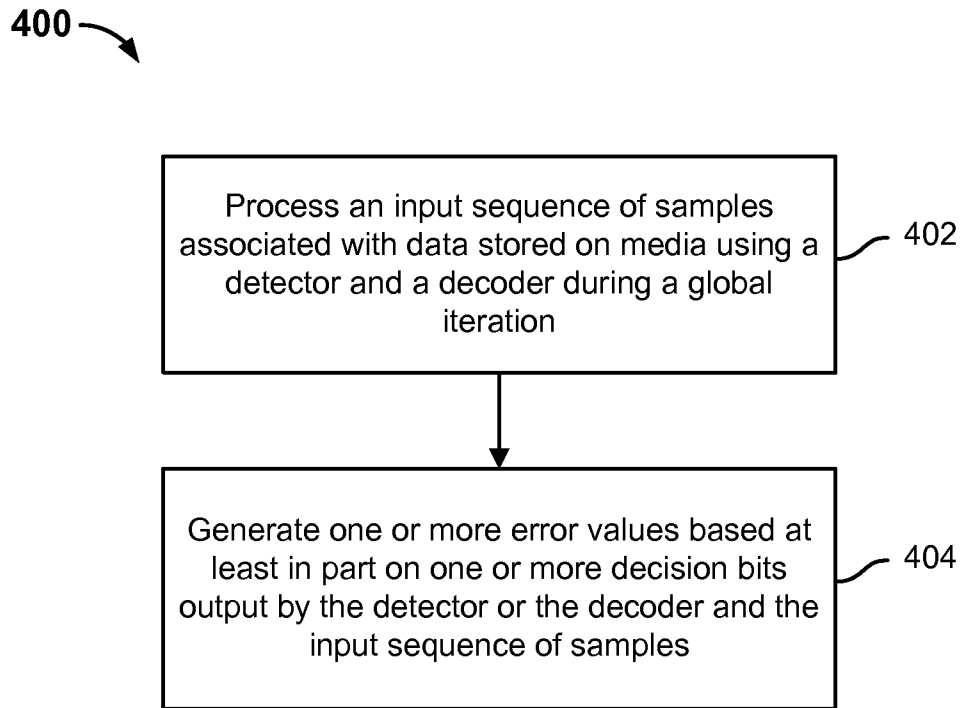 400
Process an input sequence of samples
associated with data stored on media using a
detector and a decoder during a global
iteration
402
Generate one or more error values based at
least in part on one or more decision bits
output by the detector or the decoder and the
input sequence of samples
404